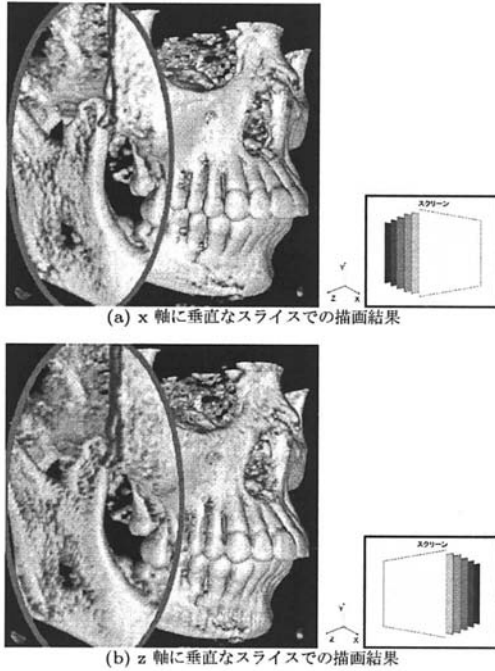 スクリーン
Y
Z X
(a) x 軸に垂直なスライスでの描画結果
スクリーン
Y
Z X
(b) z 軸に垂直なスライスでの描画結果